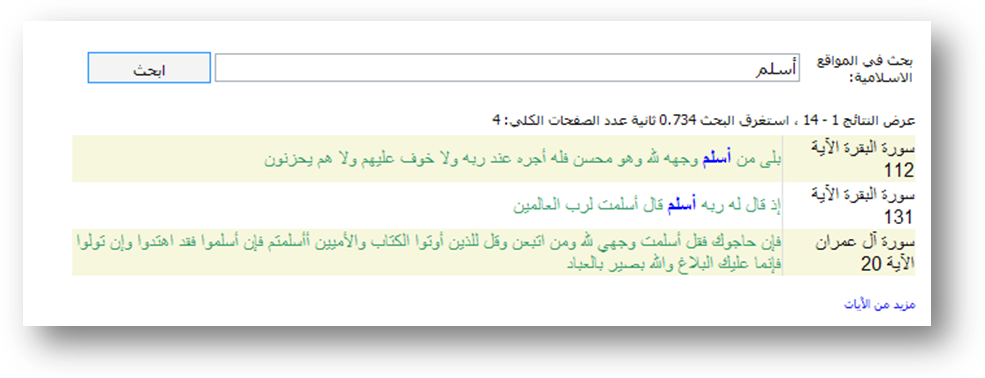 بحث في المواقع
الاسلامية:
أسلم
ابحث
عرض النتائج 1 - 14 ، استغرق البحث 0.734 ثانية عدد الصفحات الكلي: 4
سورة البقرة الآية
112
بلى من أسلم وجهه لله وهو محسن فله أجره عند ربه ولا خوف عليهم ولا هم يحزنون
سورة البقرة الآية
131
إذ قال له ربه أسلم قال أسلمت لرب العالمين
سورة آل عمران
الآية 20
فإن حاجوك فقل أسلمت وجهي لله ومن اتبعن وقل للذين أوتوا الكتاب والأميين أأسلمتم فإن أسلموا فقد اهتدوا وإن تولوا
فإنما عليك البلاغ والله بصير بالعباد
مزيد من الأيات